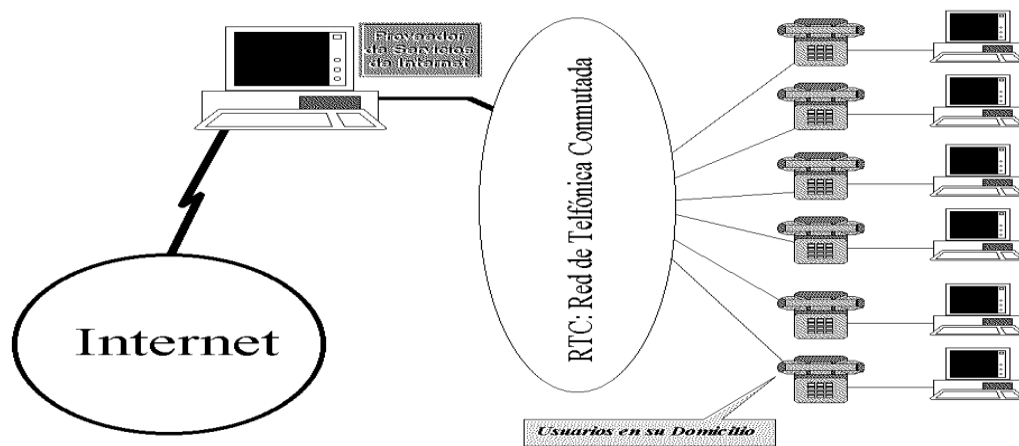 Proveedor
de Servicios
de Internet
Internet
RTC: Red de Telfónica Conmutada
Usuarios en su Domicilio